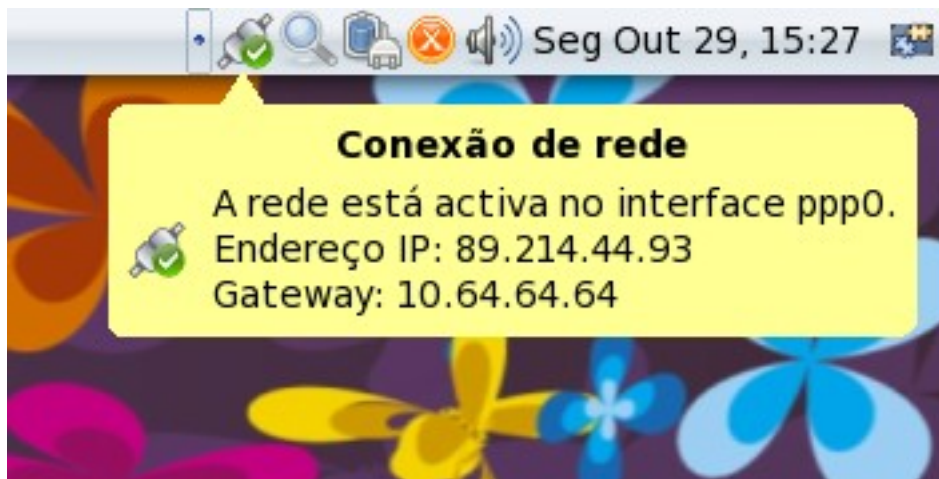 Seg Out 29, 15:27
Conexão de rede
A rede está activa no interface ppp0.
Endereço IP: 89.214.44.93
Gateway: 10.64.64.64